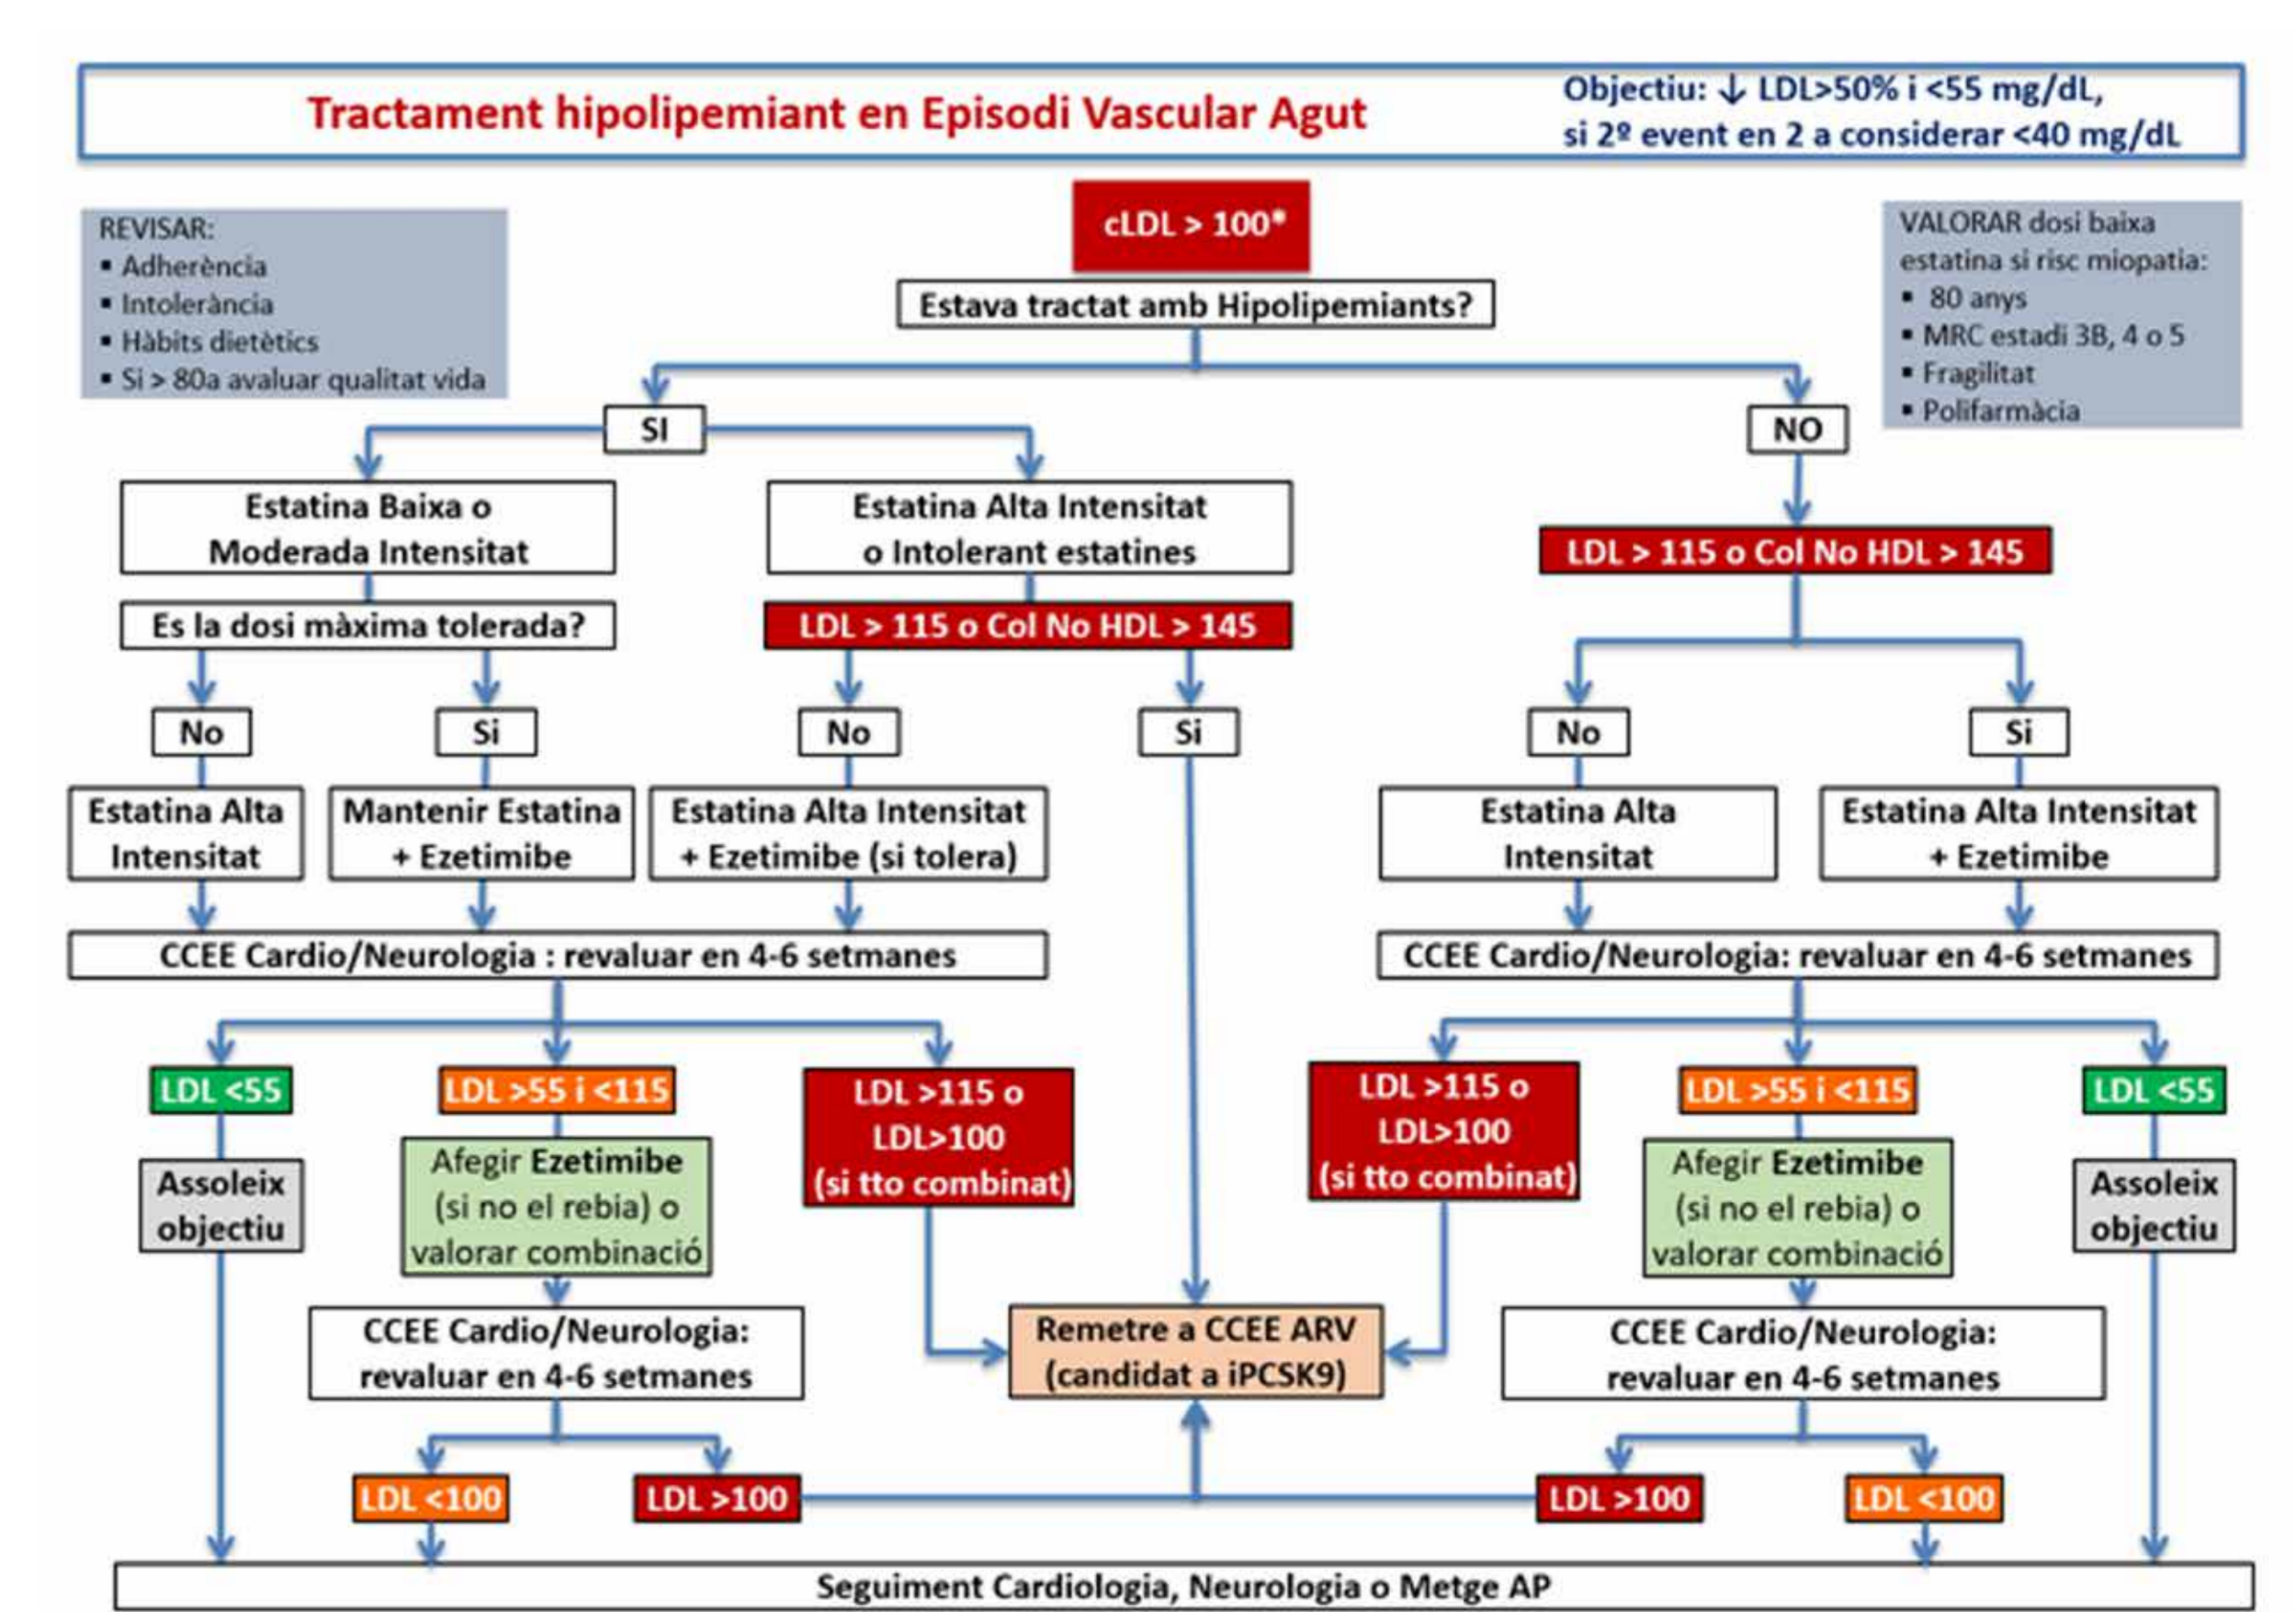 Tractament hipolipemiant en Episodi Vascular Agut
Objectiu: ↓ LDL>50% i <55 mg/dL,
si 2º event en 2 a considerar <40 mg/dL
cLDL > 100*
REVISAR:
▪ Adherència
▪ Intolerància
▪ Hàbits dietètics
▪ Si > 80a avaluar qualitat vida
VALORAR dosi baixa
estatina si risc miopatia:
▪ 80 anys
▪ MRC estadi 3B, 4 o 5
▪ Fragilitat
▪ Polifarmàcia
Estava tractat amb Hipolipemiants?
SI
NO
Estatina Baixa o
Moderada Intensitat
Estatina Alta Intensitat
o Intolerant estatines
LDL > 115 o Col No HDL > 145
Es la dosi màxima tolerada?
LDL > 115 o Col No HDL > 145
No
Si
No
Si
No
Si
Estatina Alta
Intensitat
Mantenir Estatina
+ Ezetimibe
Estatina Alta Intensitat
+ Ezetimibe (si tolera)
Estatina Alta
Intensitat
Estatina Alta Intensitat
+ Ezetimibe
CCEE Cardio/Neurologia : revaluar en 4-6 setmanes
CCEE Cardio/Neurologia: revaluar en 4-6 setmanes
LDL <55
LDL >55 i <115
LDL >115 o
LDL>100
(si tto combinat)
LDL >115 o
LDL>100
(si tto combinat)
LDL >55 i <115
LDL <55
Assoleix
objectiu
Afegir Ezetimibe
(si no el rebia) o
valorar combinació
Afegir Ezetimibe
(si no el rebia) o
valorar combinació
Assoleix
objectiu
CCEE Cardio/Neurologia:
revaluar en 4-6 setmanes
Remetre a CCEE ARV
(candidat a iPCSK9)
CCEE Cardio/Neurologia:
revaluar en 4-6 setmanes
LDL <100
LDL >100
LDL >100
LDL <100
Seguiment Cardiologia, Neurologia o Metge AP